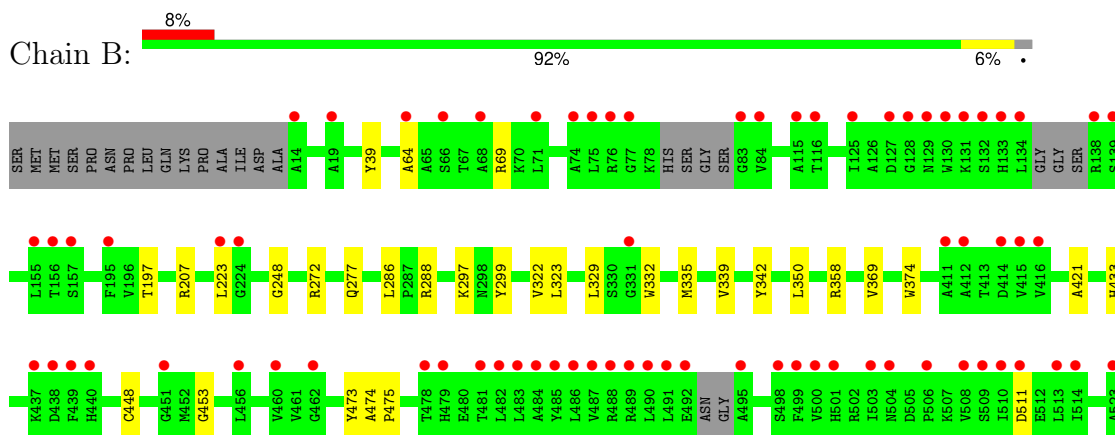 8%
Chain B:
92% 6% •
SER MET MET SER PRO ASN PRO LEU GLN LYS PRO ALA ILE ASP ALA A14 A19 Y39 A64 A65 S66 T67 A68 R69 K70 L71 A74 L75 R76 G77 K78 HIS SER GLY SER G83 V84 A115 T116 I125 A126 D127 G128 N129 W130 K131 S132 H133 L134 GLY GLY SER R138 S139
L155 T156 S157 F195 V196 T197 R207 L223 G224 G248 R272 Q277 L286 P287 R288 K297 N298 Y299 V322 L323 L329 S330 G331 W332 M335 V339 Y342 L350 R358 V369 W374 A411 A412 T413 D414 V415 V416 A421 H433
K437 D438 F439 H440 C448 G451 M452 G453 L456 V460 V461 G462 Y473 A474 P475 T478 H479 E480 T481 L482 L483 A484 Y485 L486 V487 R488 R489 L490 L491 E492 ASN GLY A495 S498 F499 V500 H501 R502 I503 N504 D505 P506 K507 V508 S509 I510 D511 E512 L513 I514 A523